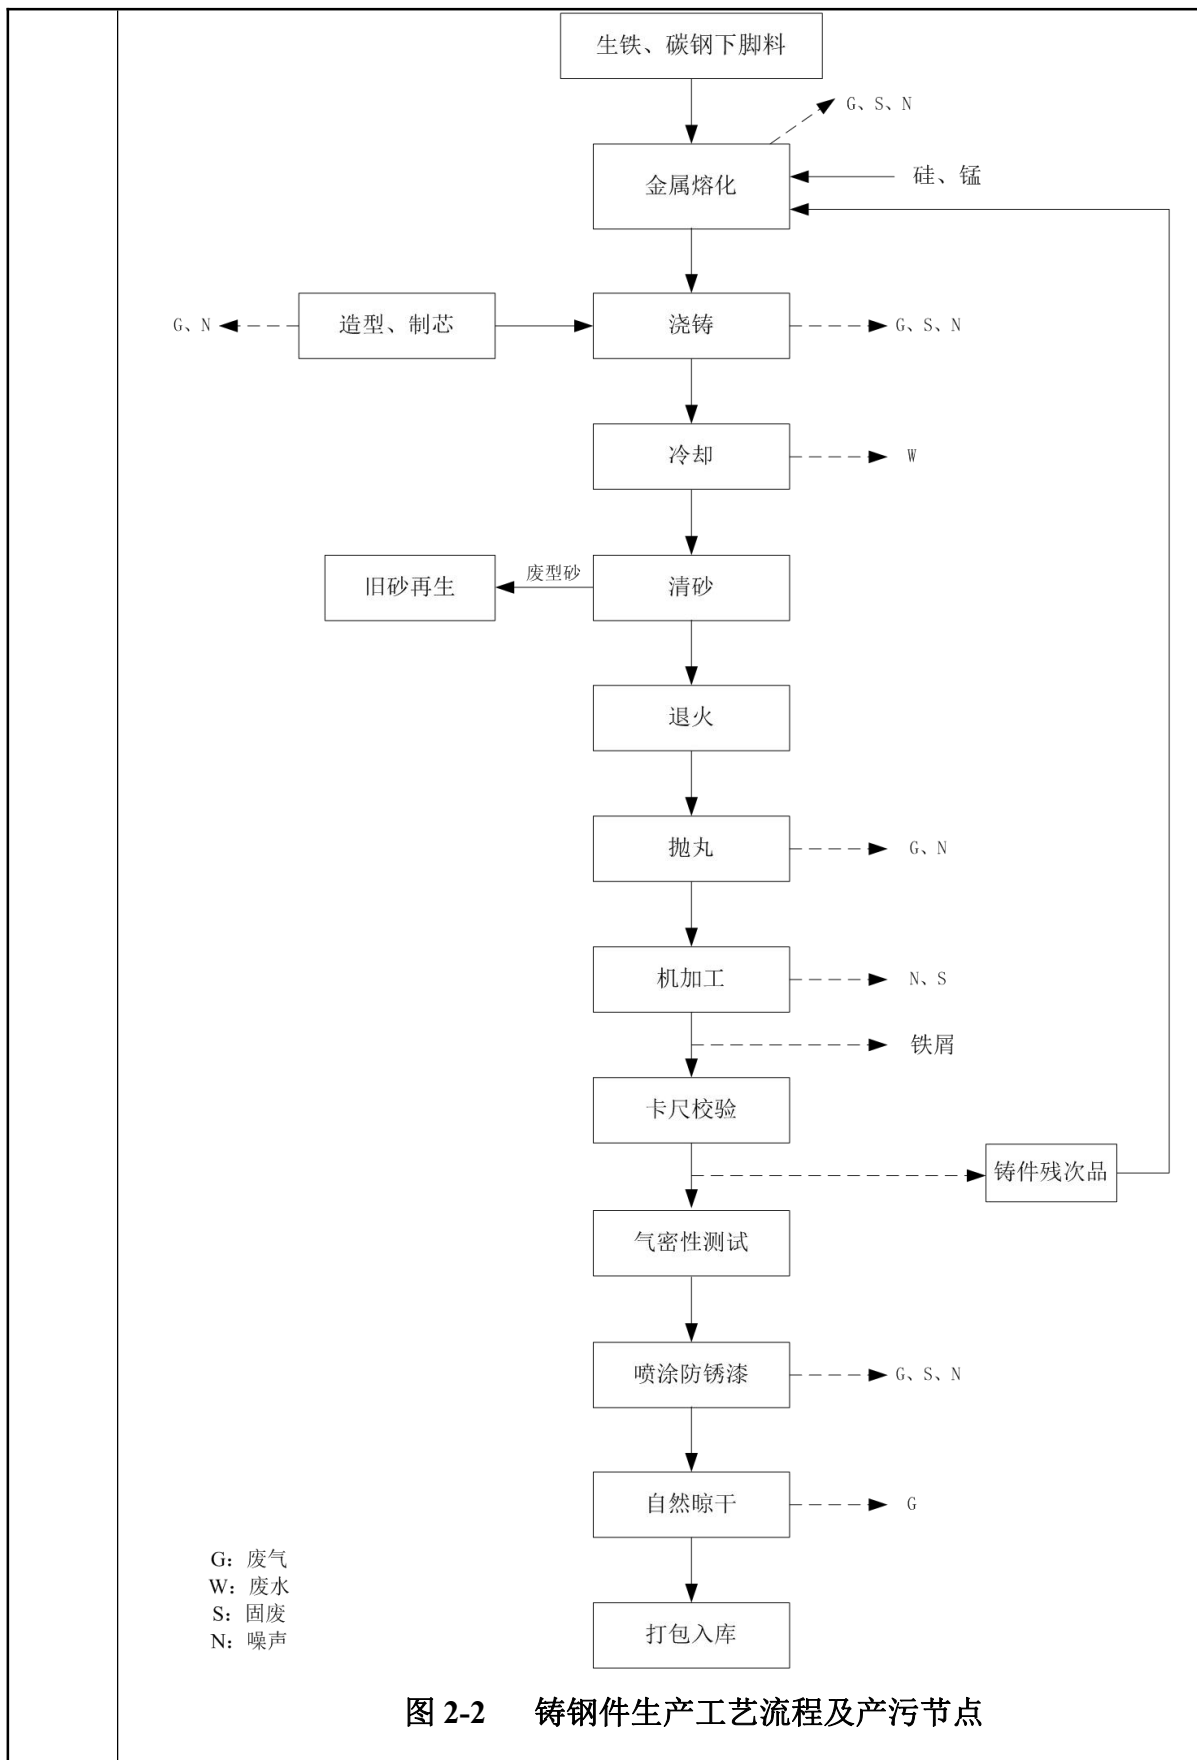 生铁、碳钢下脚料
G、S、N
金属熔化
硅、锰
G、N
造型、制芯
浇铸
G、S、N
冷却
W
旧砂再生
废型砂
清砂
退火
抛丸
G、N
机加工
N、S
铁屑
卡尺校验
铸件残次品
气密性测试
喷涂防锈漆
G、S、N
自然晾干
G
G：废气
W：废水
S：固废
N：噪声
打包入库
图 2-2 铸钢件生产工艺流程及产污节点